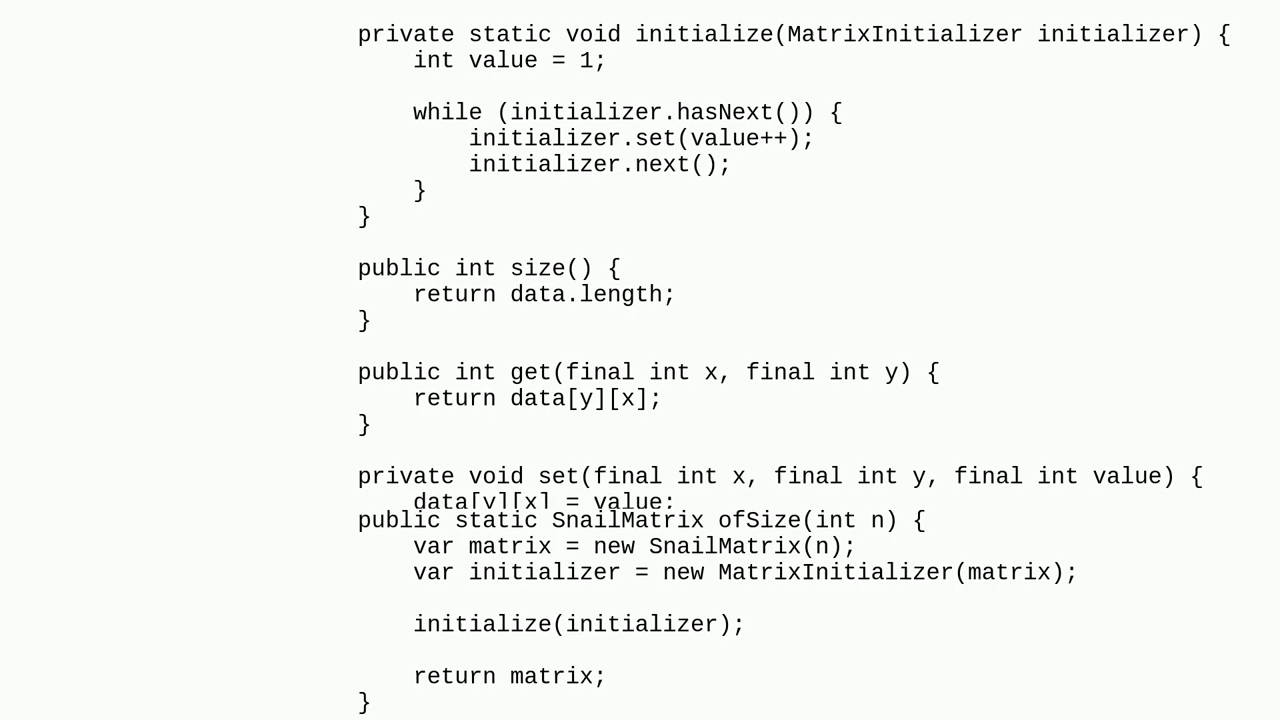 private static void initialize(MatrixInitializer initializer) {
    int value = 1;

    while (initializer.hasNext()) {
        initializer.set(value++);
        initializer.next();
    }
}

public int size() {
    return data.length;
}

public int get(final int x, final int y) {
    return data[y][x];
}

private void set(final int x, final int y, final int value) {
    data[y][x] = value;
public static SnailMatrix ofSize(int n) {
    var matrix = new SnailMatrix(n);
    var initializer = new MatrixInitializer(matrix);

    initialize(initializer);

    return matrix;
}